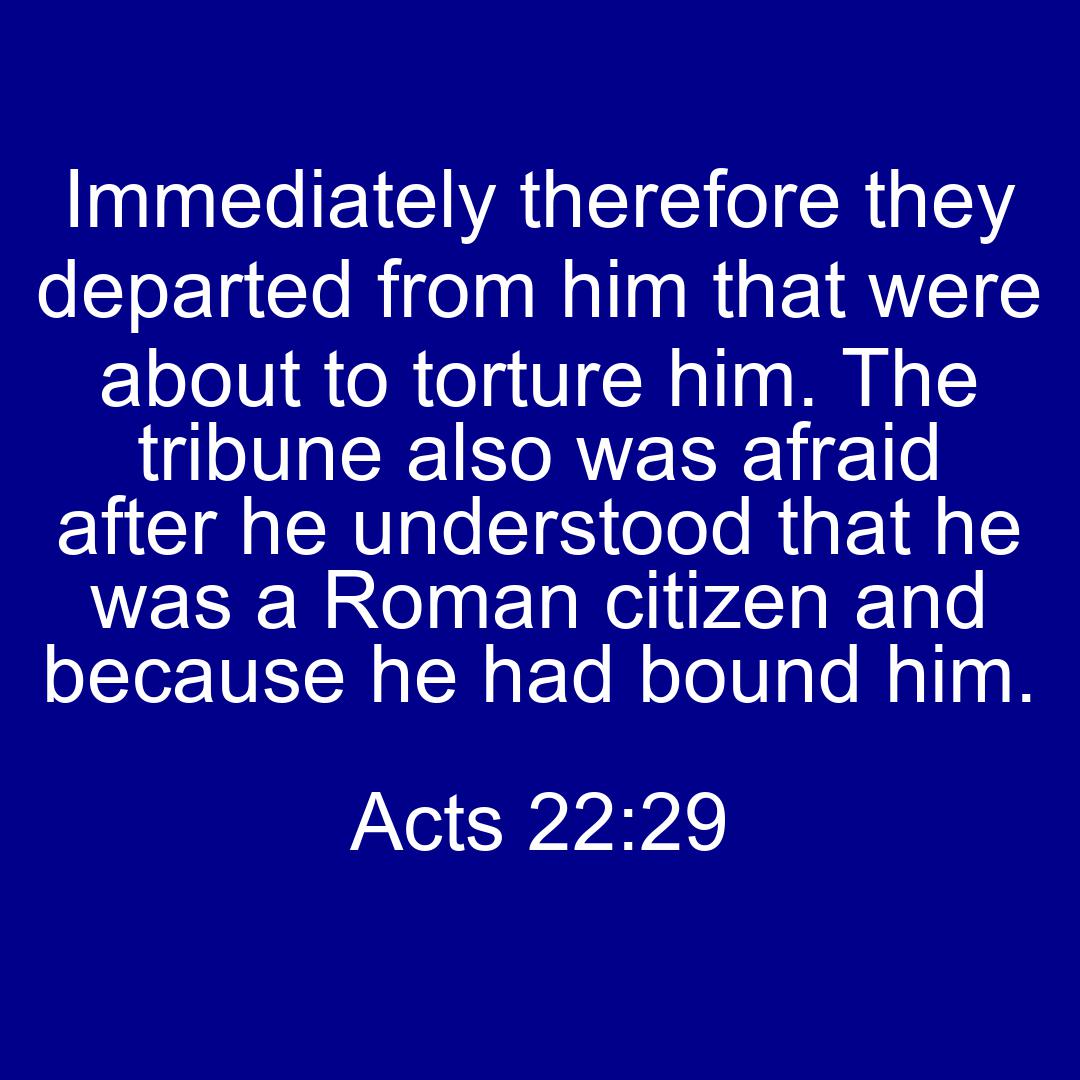 Immediately therefore they
departed from him that were
about to torture him. The
tribune also was afraid
after he understood that he
was a Roman citizen and
because he had bound him.
Acts 22:29